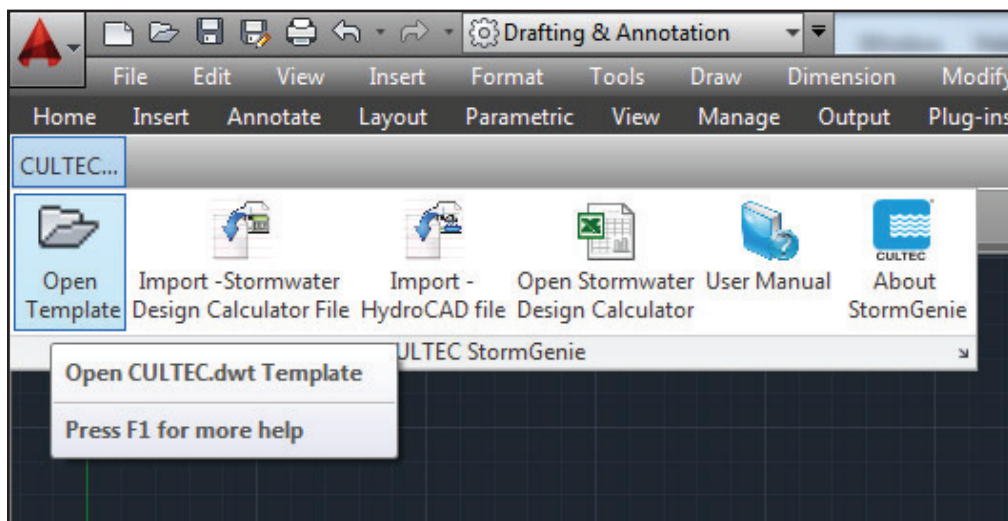 Drafting & Annotation
File Edit View Insert Format Tools Draw Dimension Modify
Home Insert Annotate Layout Parametric View Manage Output Plug-ins
CULTEC...
CULTEC
Open Import -Stormwater Import - Open Stormwater User Manual About
Template Design Calculator File HydroCAD file Design Calculator StormGenie
ULTEC StormGenie
Open CULTEC.dwt Template
Press F1 for more help